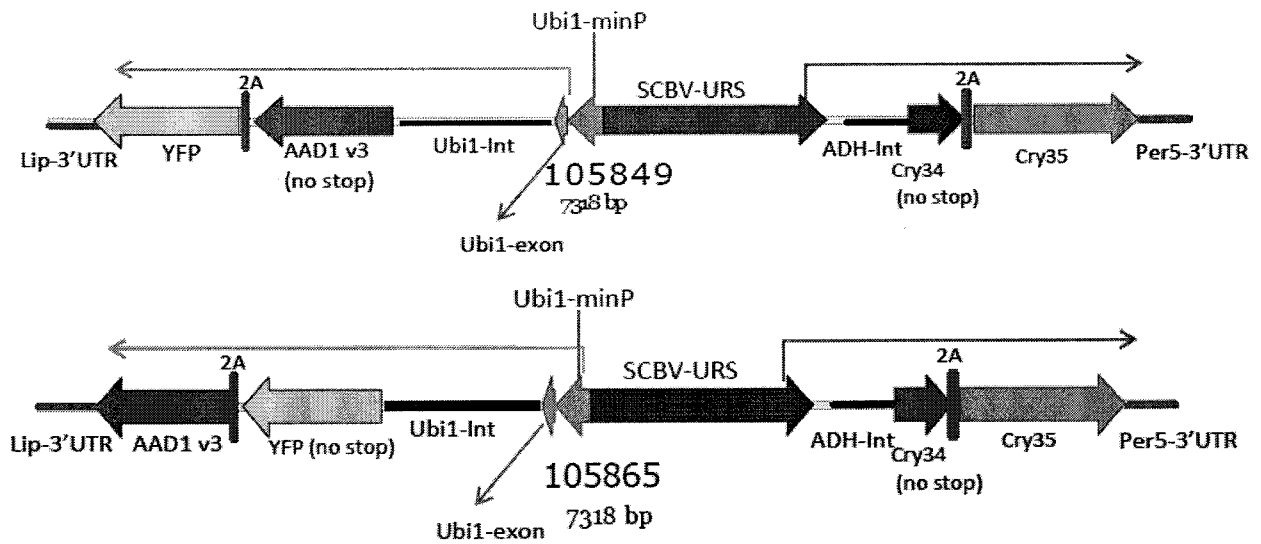 Ubi1-minP
2A
SCBV-URS
2A
Lip-3'UTR
YFP
AAD1 v3
(no stop)
Ubi1-Int
105849
7318 bp
Ubi1-exon
ADH-Int
Cry34
(no stop)
Cry35
Per5-3'UTR
Ubi1-minP
2A
SCBV-URS
2A
Lip-3'UTR
AAD1 v3
YFP (no stop)
Ubi1-Int
105865
7318 bp
Ubi1-exon
ADH-Int
Cry34
(no stop)
Cry35
Per5-3'UTR